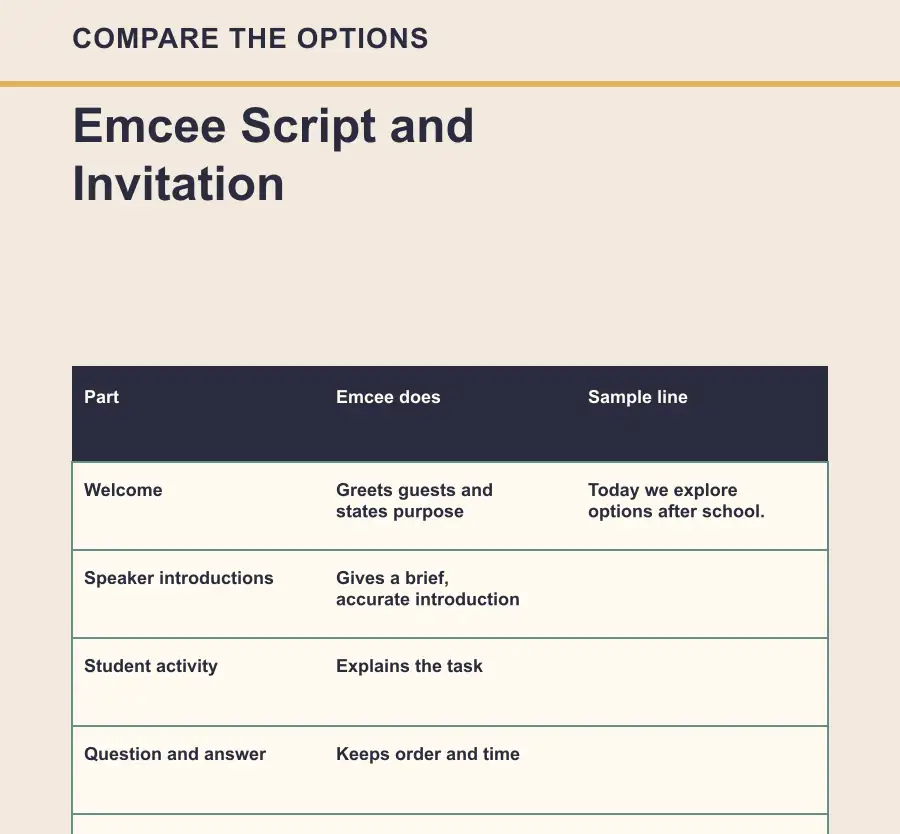 COMPARE THE OPTIONS
Emcee Script and
Invitation
Part Emcee does Sample line
Welcome Greets guests and Today we explore
states purpose options after school.
Speaker introductions Gives a brief,
accurate introduction
Student activity Explains the task
Question and answer Keeps order and time